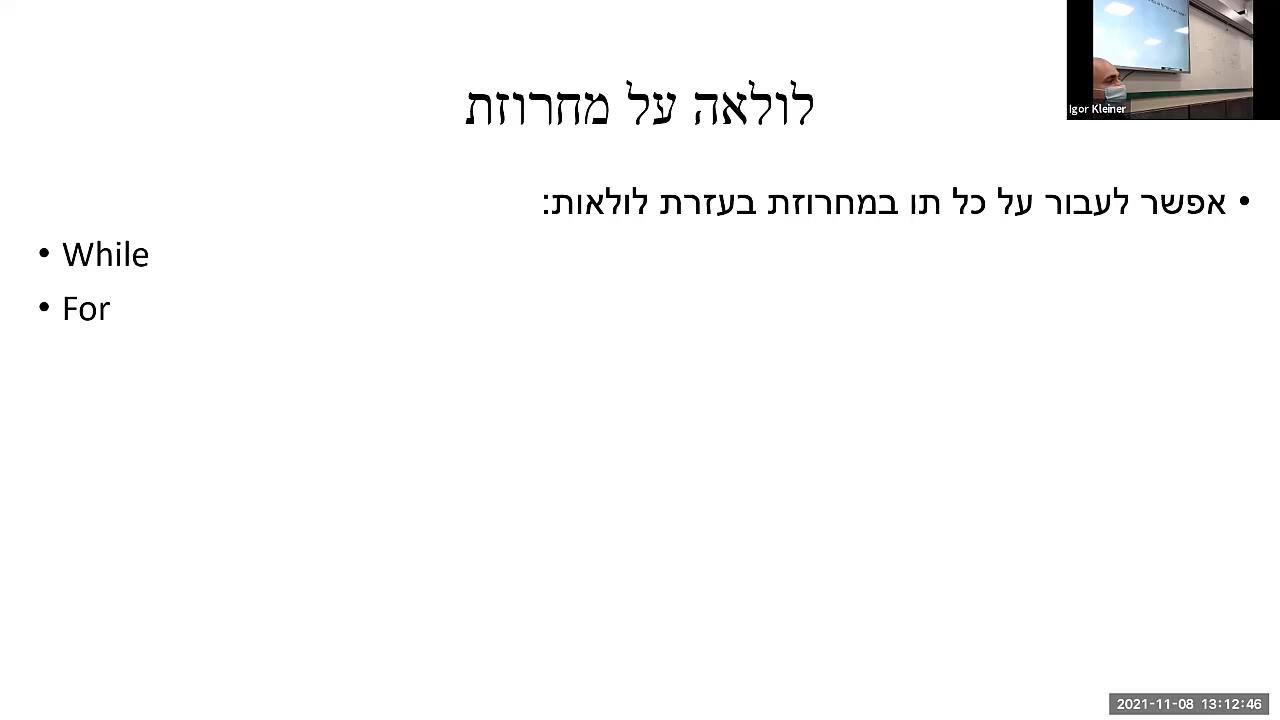 לולאה על מחרוזת
• אפשר לעבור על כל תו במחרוזת בעזרת לולאות:
• While
• For
Igor Kleiner
2021-11-08 13:12:46